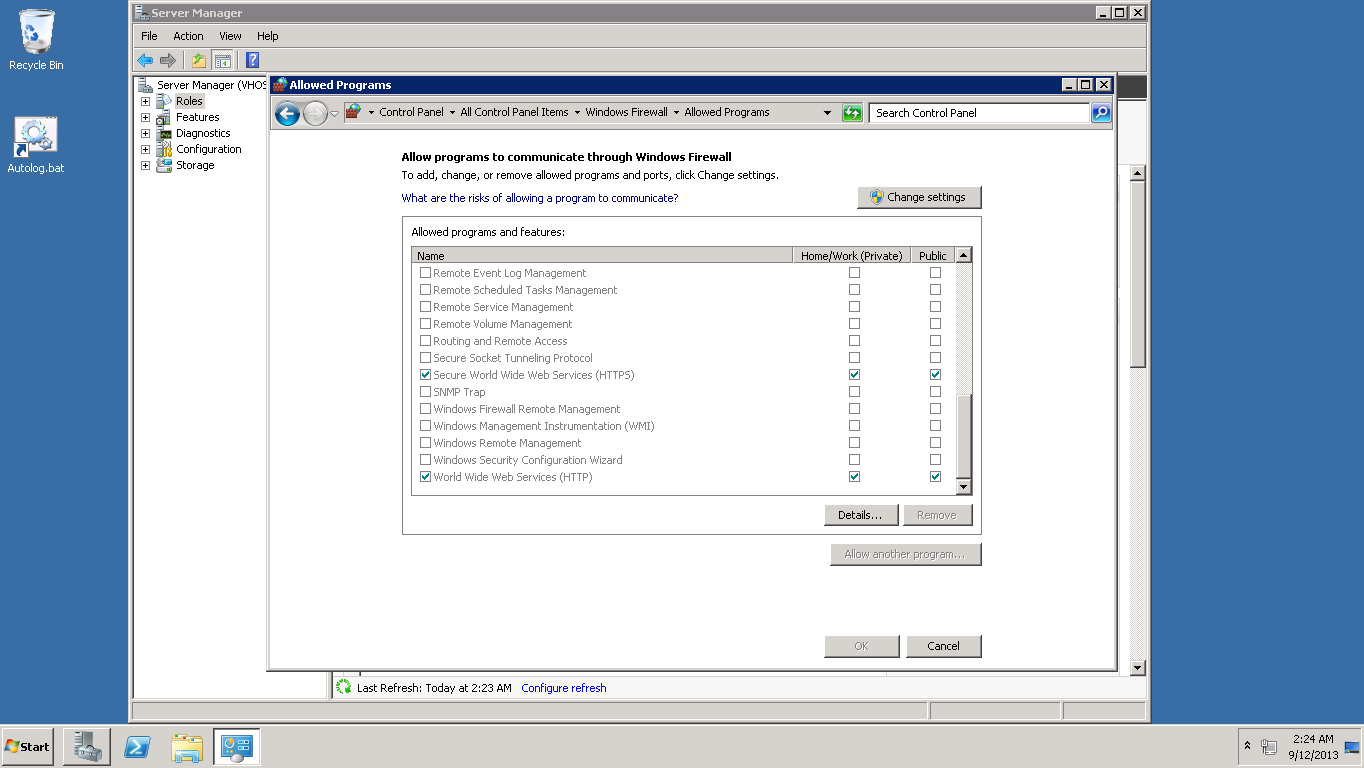 Recycle Bin
Autolog.bat
Server Manager
File Action View Help
Server Manager (VHOS
Roles
Features
Diagnostics
Configuration
Storage
Allowed Programs
Control Panel All Control Panel Items Windows Firewall Allowed Programs
Search Control Panel
Allow programs to communicate through Windows Firewall
To add, change, or remove allowed programs and ports, click Change settings.
What are the risks of allowing a program to communicate?
Change settings
Allowed programs and features:
Name Home/Work (Private) Public
Remote Event Log Management
Remote Scheduled Tasks Management
Remote Service Management
Remote Volume Management
Routing and Remote Access
Secure Socket Tunneling Protocol
Secure World Wide Web Services (HTTPS)
SNMP Trap
Windows Firewall Remote Management
Windows Management Instrumentation (WMI)
Windows Remote Management
Windows Security Configuration Wizard
World Wide Web Services (HTTP)
Details... Remove
Allow another program...
OK Cancel
Last Refresh: Today at 2:23 AM Configure refresh
Start
2:24 AM
9/12/2013